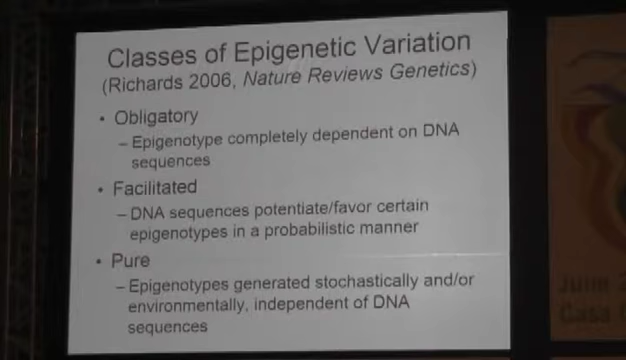 Classes of Epigenetic Variation
(Richards 2006, Nature Reviews Genetics)
• Obligatory
– Epigenotype completely dependent on DNA
sequences
• Facilitated
– DNA sequences potentiate/favor certain
epigenotypes in a probabilistic manner
• Pure
– Epigenotypes generated stochastically and/or
environmentally, independent of DNA
sequences
Casa